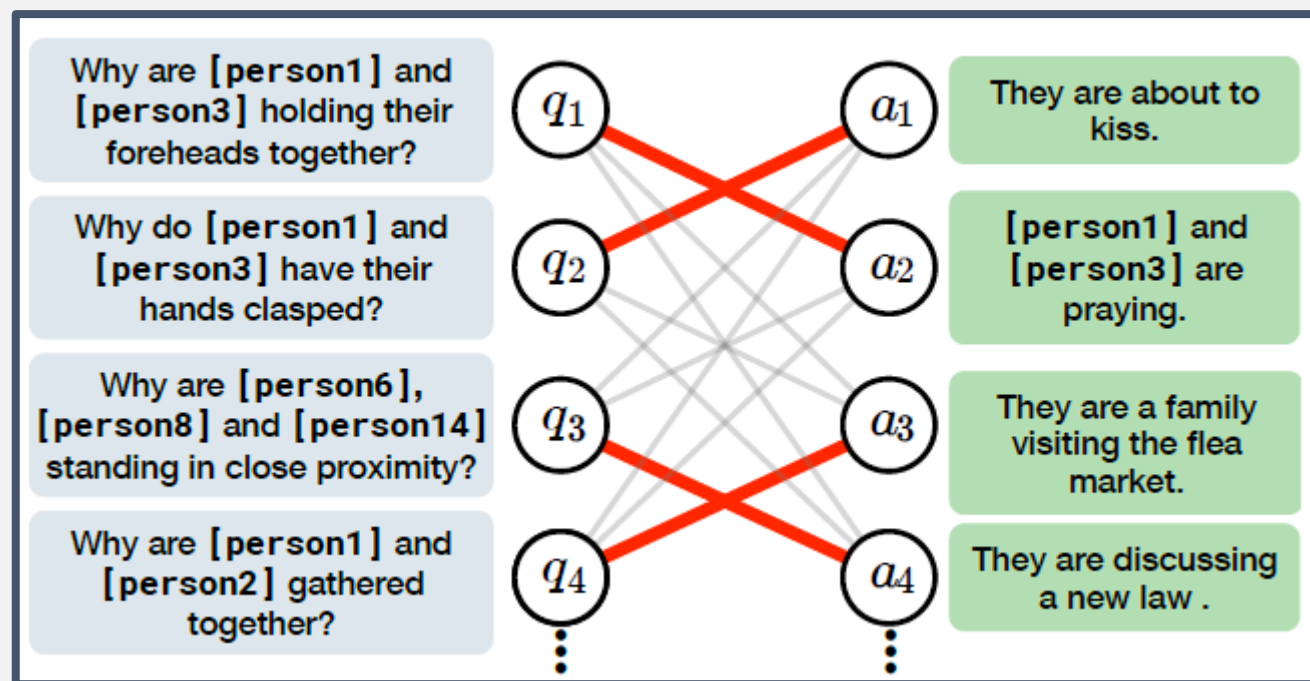 Why are [person1] and
[person3] holding their
foreheads together?
q1
a1
They are about to
kiss.
Why do [person1] and
[person3] have their
hands clasped?
q2
a2
[person1] and
[person3] are
praying.
Why are [person6],
[person8] and [person14]
standing in close proximity?
q3
a3
They are a family
visiting the flea
market.
Why are [person1] and
[person2] gathered
together?
q4
a4
They are discussing
a new law .